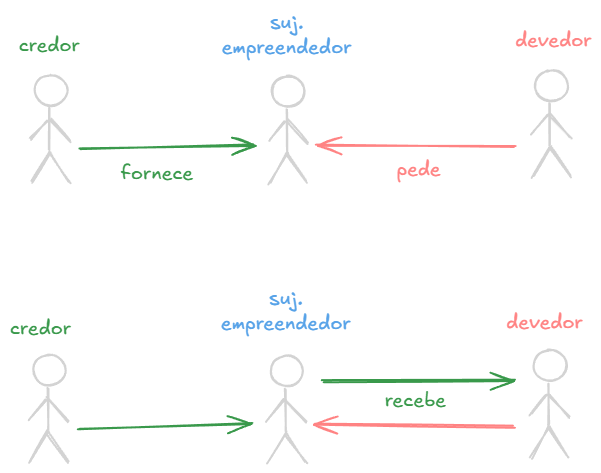 suj.
credor
empreendedor
devedor
fornece
pede
suj.
credor
empreendedor
devedor
recebe